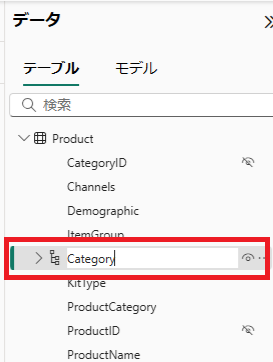 データ
テーブル モデル
検索
Product
CategoryID
Channels
Demographic
ItemGroup
Category
KitType
ProductCategory
ProductID
ProductName